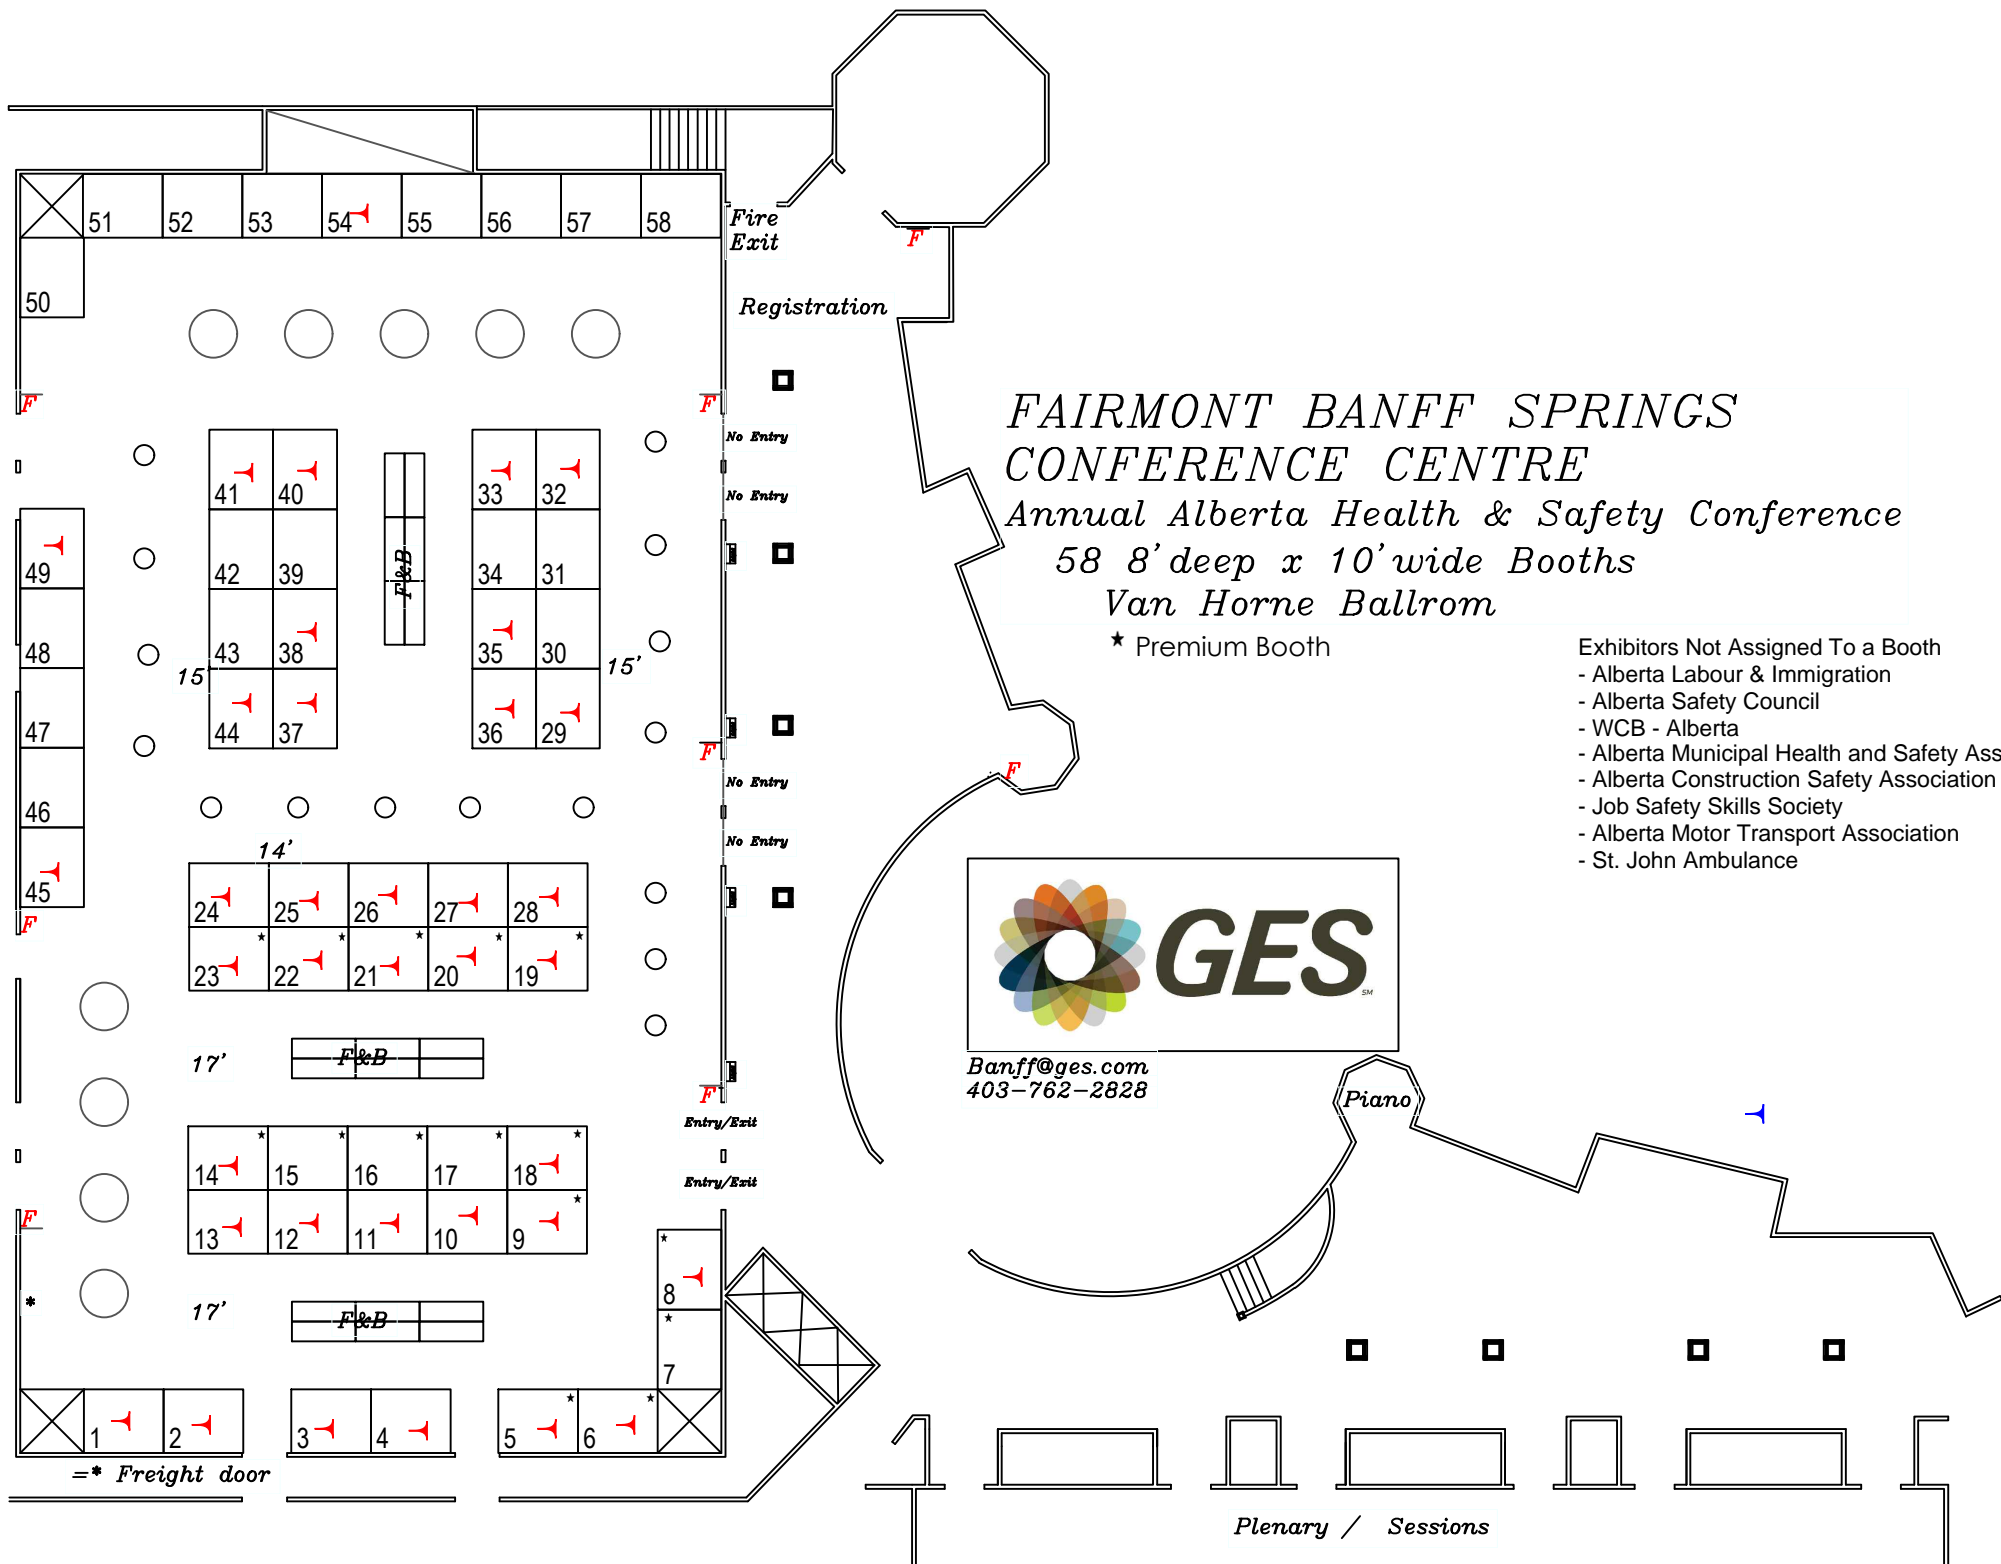 51 52 53 54 55 56 57 58
Fire
Exit
F
50
Registration
F
F
No Entry
No Entry
41 40 33 32
42 39 F&B 34 31
49
48
43 38 35 30
15' 15'
47
44 37 36 29
F
No Entry
46
No Entry
45
F
14'
24 25 26 27 28
23 22 21 20 19
17'
F&B
F
Entry/Exit
Entry/Exit
14 15 16 17 18
13 12 11 10 9
F
8
*
17'
F&B
7
1 2 3 4 5 6
=* Freight door
FAIRMONT BANFF SPRINGS
CONFERENCE CENTRE
Annual Alberta Health & Safety Conference
58 8' deep x 10' wide Booths
Van Horne Ballrom
★ Premium Booth
Exhibitors Not Assigned To a Booth
- Alberta Labour & Immigration
- Alberta Safety Council
- WCB - Alberta
- Alberta Municipal Health and Safety Ass
- Alberta Construction Safety Association
- Job Safety Skills Society
- Alberta Motor Transport Association
- St. John Ambulance
F
GES
SM
Banff@ges.com
403-762-2828
Piano
Plenary / Sessions